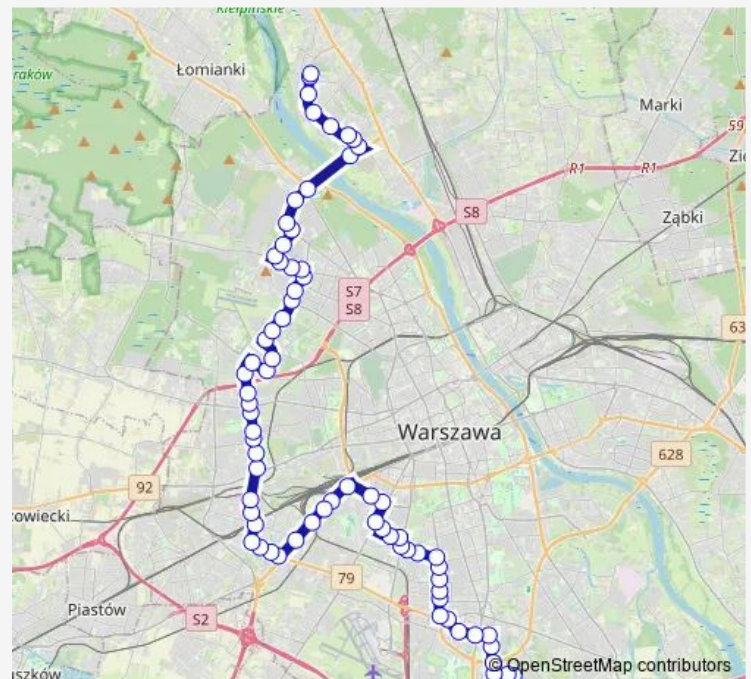 Kiełpińskie
Łomianki
raków
Marki
S9
Zie
R1
R1
S8
Ząbki
S7
S8
63
Warszawa
628
92
owiecki
79
Piastów
S2
uszków
© OpenStreetMap contributors